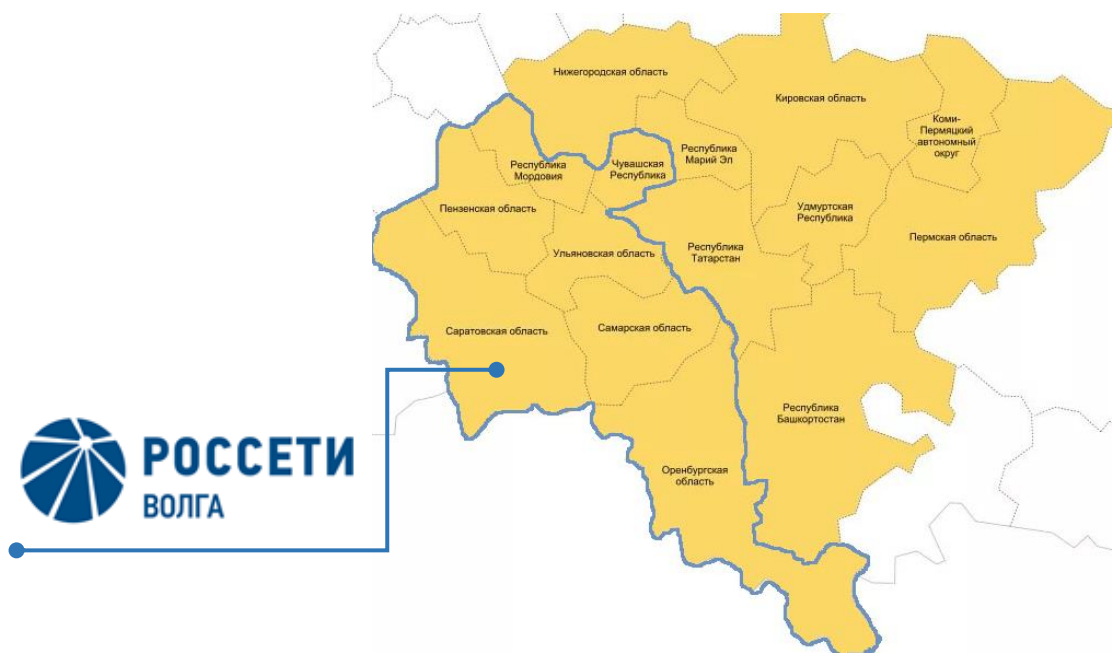 Нижегородская область
Кировская область
Коми-
Пермяцкий
автономный
округ
Республика
Марий Эл
Чувашская
Республика
Республика
Мордовия
Пензенская область
Удмуртская
Республика
Пермская область
Ульяновская область
Республика
Татарстан
Саратовская область
Самарская область
Республика
Башкортостан
Оренбургская
область
РОССЕТИ
ВОЛГА